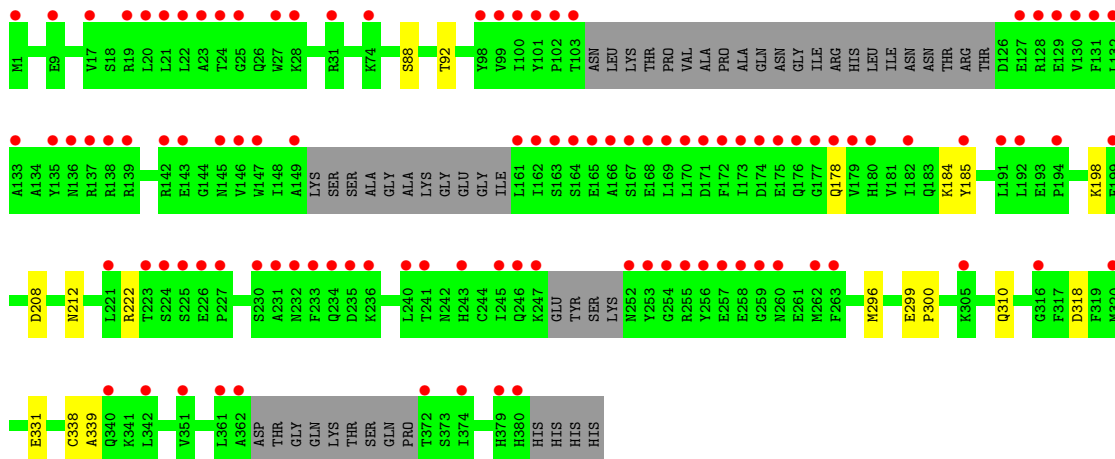 M1 E9 V17 S18 R19 L20 L21 L22 A23 T24 G25 Q26 W27 K28 R31 K74 S88 T92 Y98 V99 I100 Y101 P102 T103 ASN LEU LYS THR PRO VAL ALA PRO ALA GLN ASN GLY ILE ARG HIS LEU ILE ASN ASN THR ARG THR D126 E127 R128 E129 V130 F131 L132
A133 A134 Y135 N136 R137 R138 R139 R142 E143 G144 N145 V146 W147 I148 A149 LYS SER SER ALA GLY ALA LYS GLY GLU GLY ILE L161 I162 S163 S164 E165 A166 S167 E168 L169 L170 D171 F172 I173 D174 A175 Q176 G177 Q178 V179 H180 V181 I182 Q183 K184 Y185 L191 L192 E193 P194 K198 E199
D208 N212 L221 R222 T223 S224 S225 E226 P227 S230 A231 N232 F233 Q234 D235 K236 L240 T241 N242 H243 C244 I245 Q246 K247 GLU TYR SER LYS N252 Y253 G254 R255 Y256 E257 E258 G259 N260 E261 M262 F263 M296 E299 P300 K305 Q310 G316 F317 D318 F319 M320
E331 C338 A339 Q340 K341 L342 V351 L361 A362 ASP THR GLY GLN LYS THR SER GLN PRO T372 S373 I374 H379 H380 HIS HIS HIS HIS